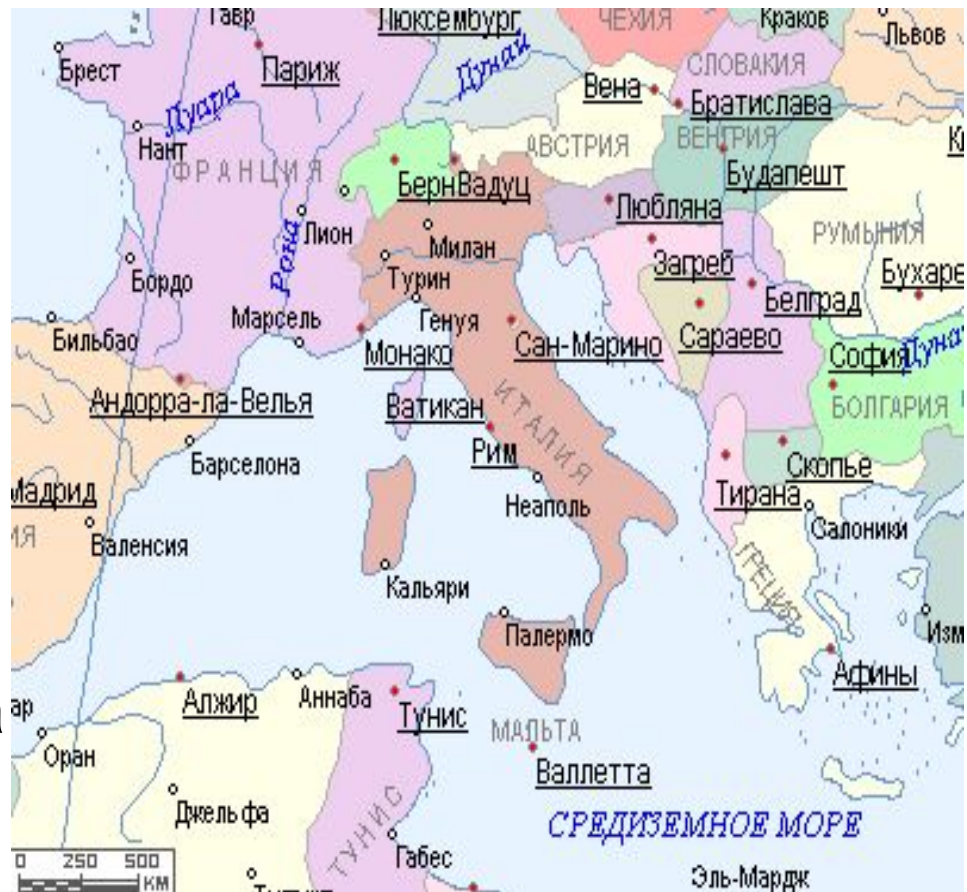 Гавр
Люксембург
ЧЕХИЯ
Краков
Львов
Брест
Париж
Дунай
СЛОВАКИЯ
Вена
Братислава
Луара
Нант
АВСТРИЯ
ВЕНГРИЯ
ФРАНЦИЯ
Берн
Вадуц
Будапешт
Лион
Милан
Любляна
РУМЫНИЯ
Рона
Турин
Загреб
Бордо
Белград
Марсель
Генуя
Бильбао
Монако
Сан-Марино
Сараево
София
Андорра-ла-Велья
Ватикан
ИТАЛИЯ
БОЛГАРИЯ
Барселона
Рим
Скопье
Мадрид
Неаполь
Тирана
Салоники
Валенсия
ГРЕЦИЯ
Кальяри
Палермо
Афины
Алжир
Аннаба
Тунис
МАЛЬТА
Оран
Валлетта
Джельфа
ТУНИС
СРЕДИЗЕМНОЕ МОРЕ
Габес
0 250 500
КМ
Эль-Мардж